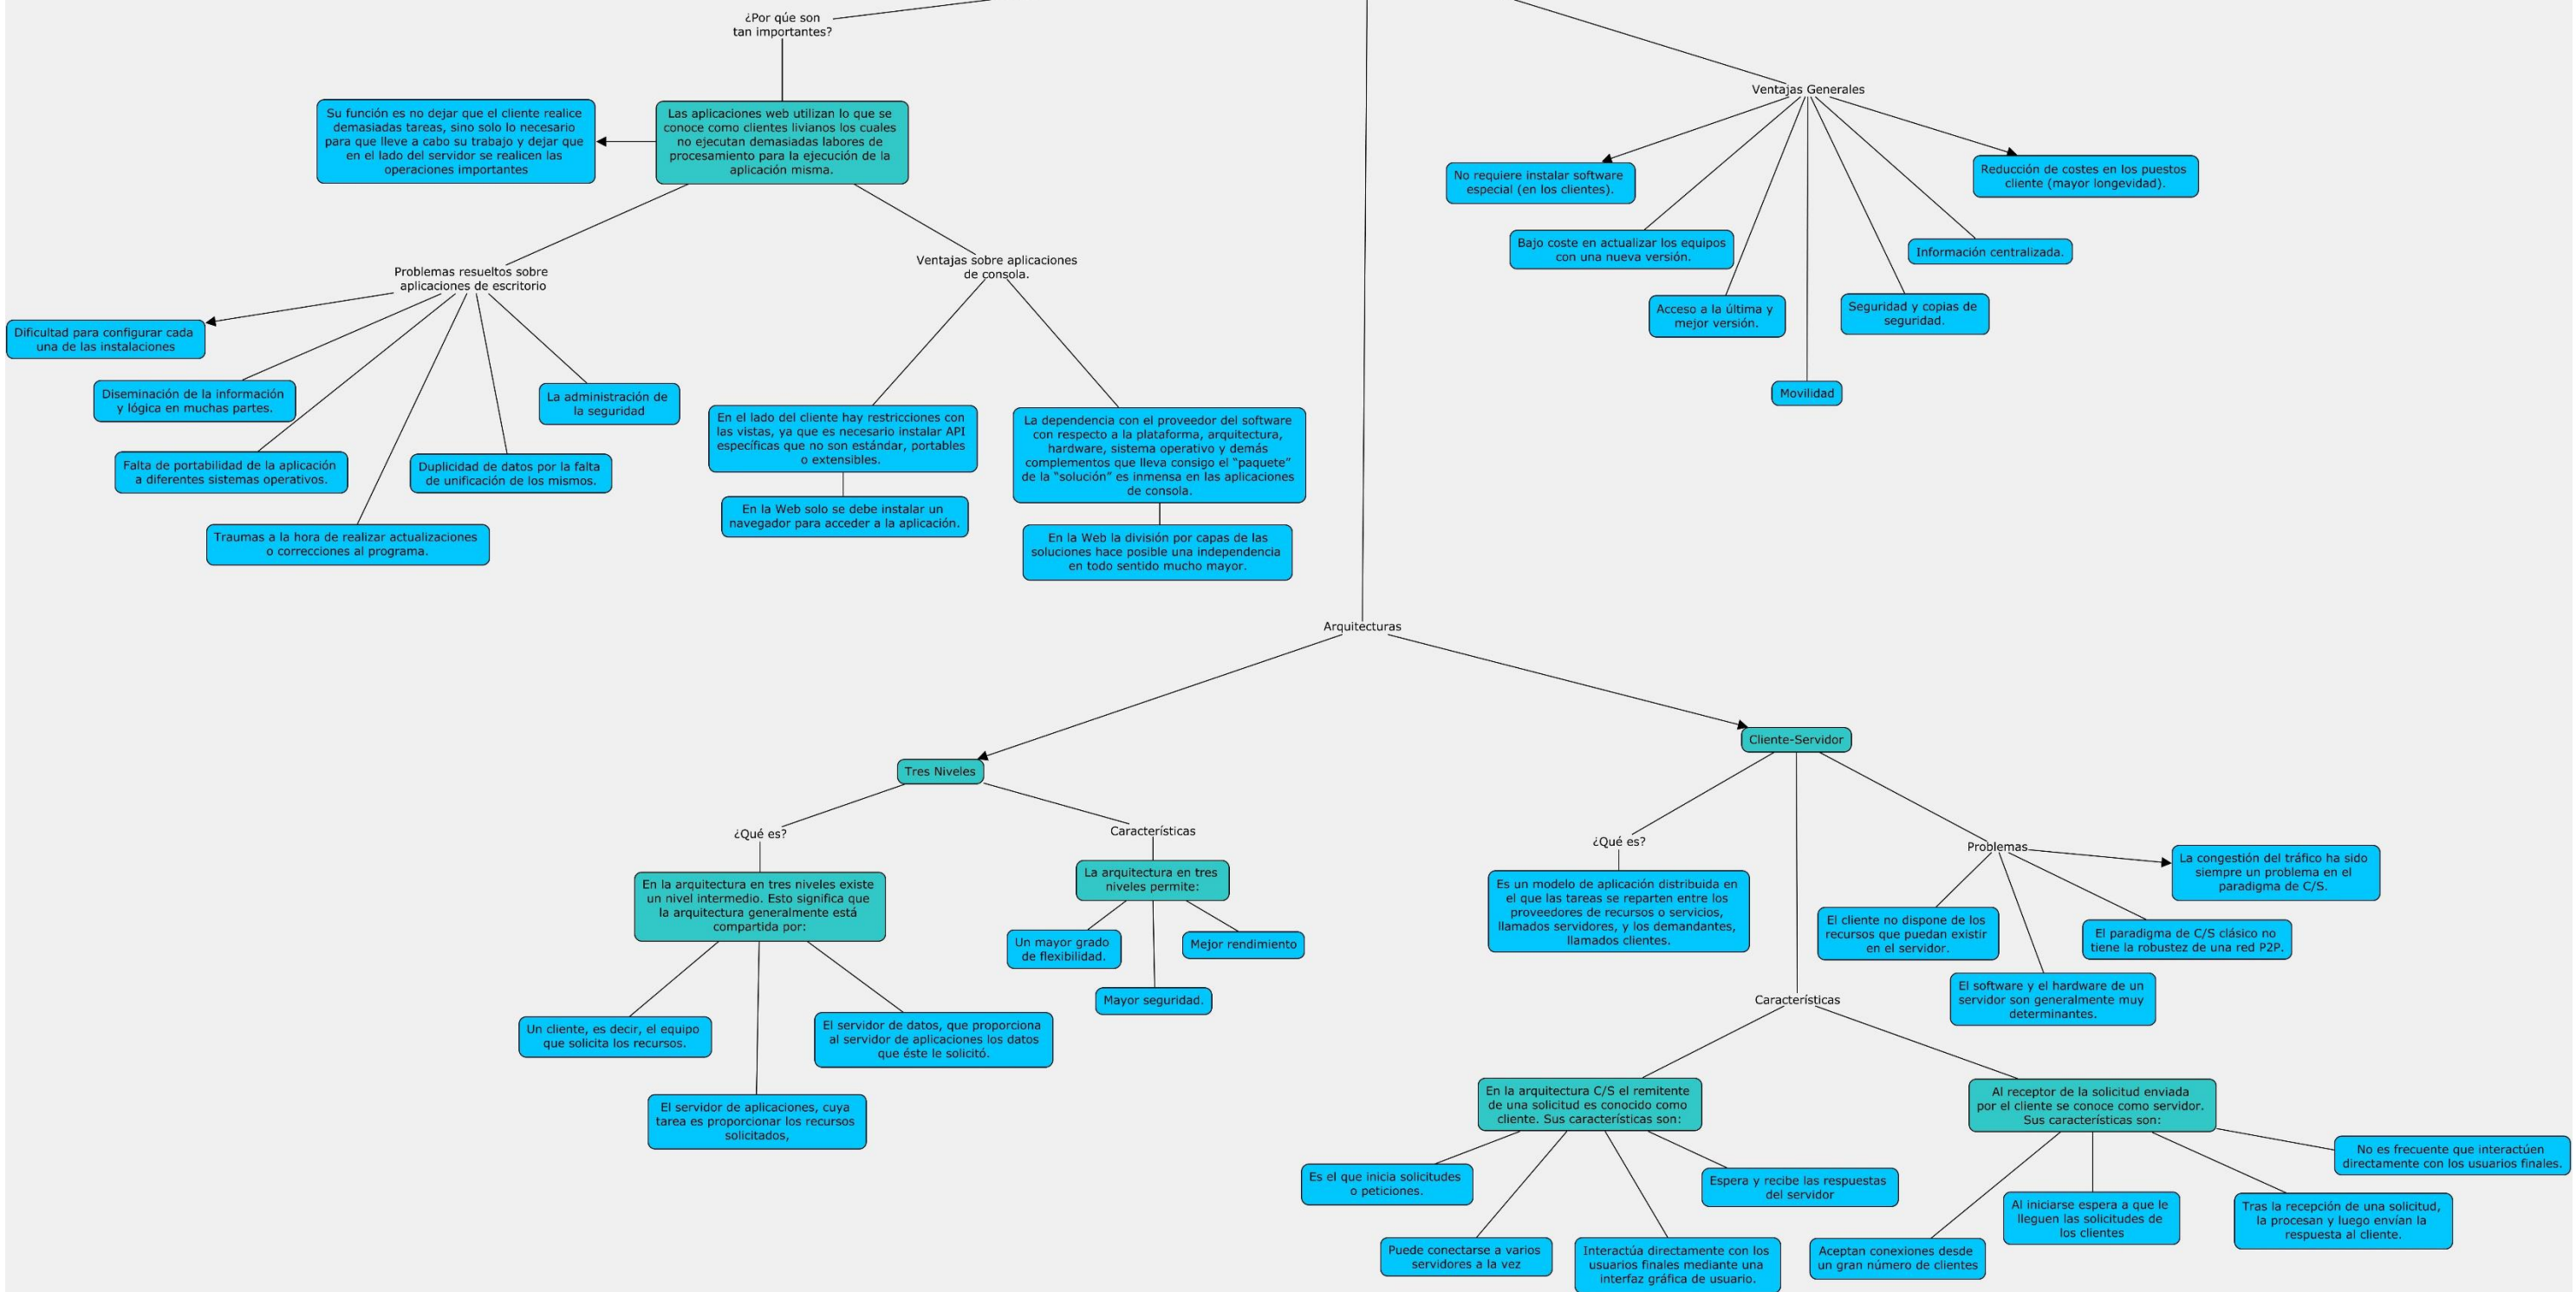 ¿Por qúe son
tan importantes?
Su función es no dejar que el cliente realice
demasiadas tareas, sino solo lo necesario
para que lleve a cabo su trabajo y dejar que
en el lado del servidor se realicen las
operaciones importantes
Las aplicaciones web utilizan lo que se
conoce como clientes livianos los cuales
no ejecutan demasiadas labores de
procesamiento para la ejecución de la
aplicación misma.
Problemas resueltos sobre
aplicaciones de escritorio
Dificultad para configurar cada
una de las instalaciones
Diseminación de la información
y lógica en muchas partes.
Falta de portabilidad de la aplicación
a diferentes sistemas operativos.
Traumas a la hora de realizar actualizaciones
o correcciones al programa.
Duplicidad de datos por la falta
de unificación de los mismos.
La administración de
la seguridad
Ventajas sobre aplicaciones
de consola.
En el lado del cliente hay restricciones con
las vistas, ya que es necesario instalar API
específicas que no son estándar, portables
o extensibles.
En la Web solo se debe instalar un
navegador para acceder a la aplicación.
La dependencia con el proveedor del software
con respecto a la plataforma, arquitectura,
hardware, sistema operativo y demás
complementos que lleva consigo el “paquete”
de la “solución” es inmensa en las aplicaciones
de consola.
En la Web la división por capas de las
soluciones hace posible una independencia
en todo sentido mucho mayor.
Ventajas Generales
No requiere instalar software
especial (en los clientes).
Bajo coste en actualizar los equipos
con una nueva versión.
Acceso a la última y
mejor versión.
Movilidad
Seguridad y copias de
seguridad.
Información centralizada.
Reducción de costes en los puestos
cliente (mayor longevidad).
Arquitecturas
Tres Niveles
¿Qué es?
En la arquitectura en tres niveles existe
un nivel intermedio. Esto significa que
la arquitectura generalmente está
compartida por:
Un cliente, es decir, el equipo
que solicita los recursos.
El servidor de aplicaciones, cuya
tarea es proporcionar los recursos
solicitados,
El servidor de datos, que proporciona
al servidor de aplicaciones los datos
que éste le solicitó.
Características
La arquitectura en tres
niveles permite:
Un mayor grado
de flexibilidad.
Mayor seguridad.
Mejor rendimiento
Cliente-Servidor
¿Qué es?
Es un modelo de aplicación distribuida en
el que las tareas se reparten entre los
proveedores de recursos o servicios,
llamados servidores, y los demandantes,
llamados clientes.
Problemas
La congestión del tráfico ha sido
siempre un problema en el
paradigma de C/S.
El cliente no dispone de los
recursos que puedan existir
en el servidor.
El paradigma de C/S clásico no
tiene la robustez de una red P2P.
El software y el hardware de un
servidor son generalmente muy
determinantes.
Características
En la arquitectura C/S el remitente
de una solicitud es conocido como
cliente. Sus características son:
Es el que inicia solicitudes
o peticiones.
Puede conectarse a varios
servidores a la vez
Interactúa directamente con los
usuarios finales mediante una
interfaz gráfica de usuario.
Espera y recibe las respuestas
del servidor
Al receptor de la solicitud enviada
por el cliente se conoce como servidor.
Sus características son:
Aceptan conexiones desde
un gran número de clientes
Al iniciarse espera a que le
lleguen las solicitudes de
los clientes
Tras la recepción de una solicitud,
la procesan y luego envían la
respuesta al cliente.
No es frecuente que interactúen
directamente con los usuarios finales.